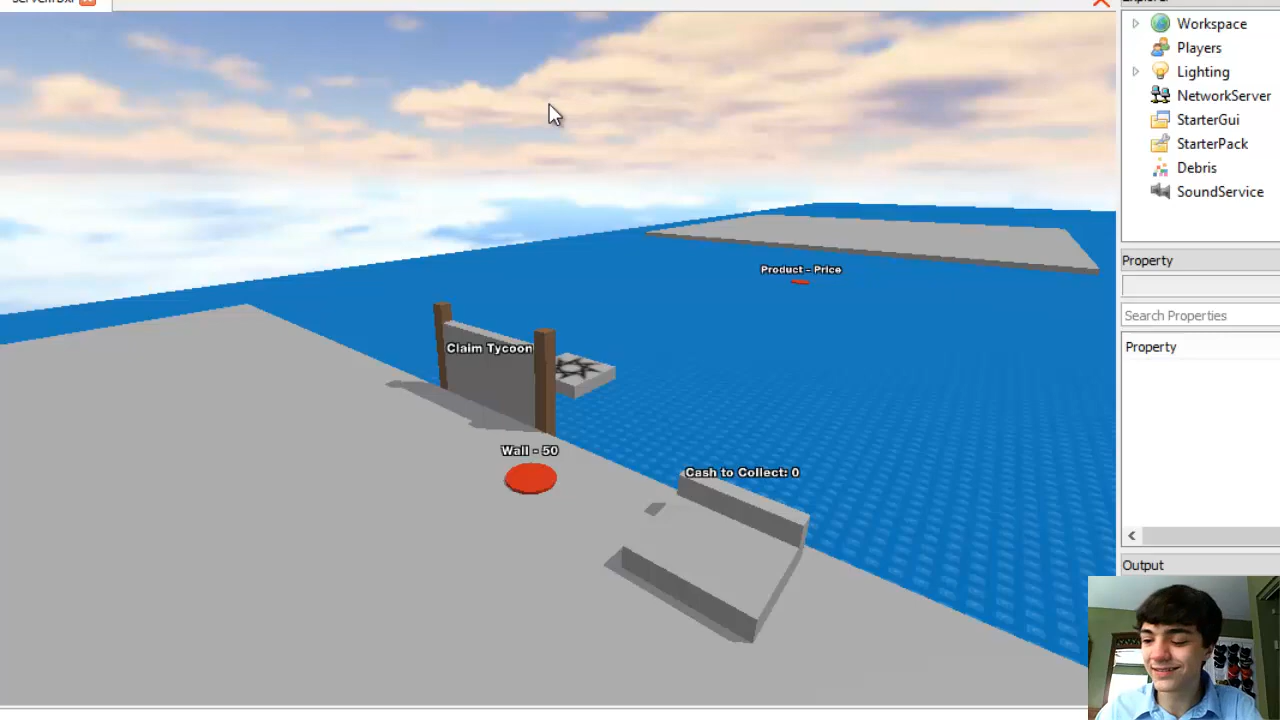 Workspace
Players
Lighting
NetworkServer
StarterGui
StarterPack
Debris
SoundService
Property
Search Properties
Property
Output
Product - Price
Claim Tycoon
Wall - 50
Cash to Collect: 0